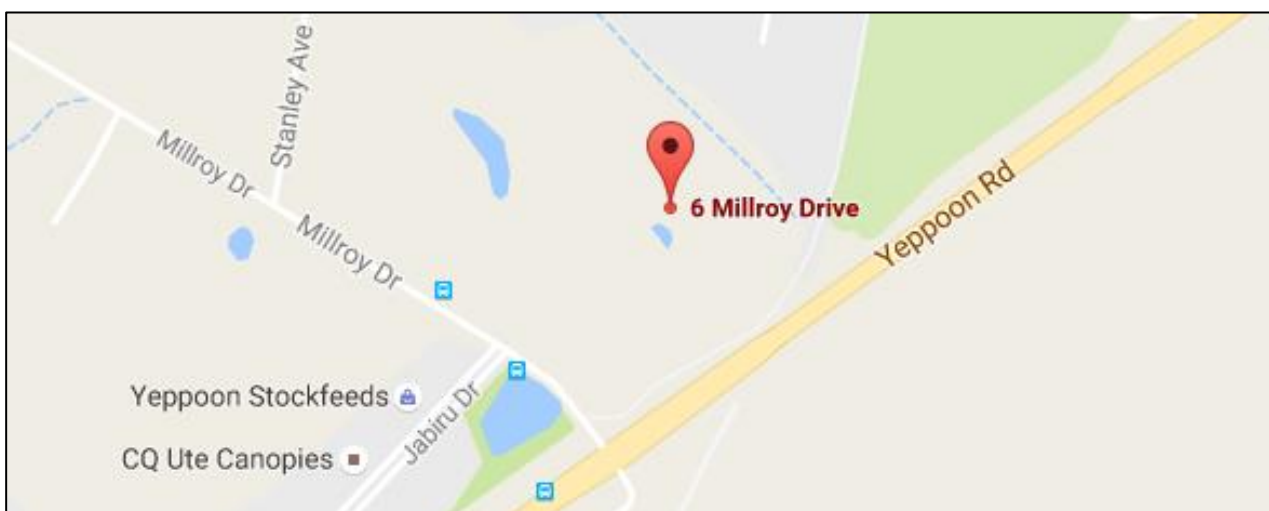 Stanley Ave
Millroy Dr
6 Millroy Drive
Yeppoon Rd
Millroy Dr
Yeppoon Stockfeeds
Jabiru Dr
CQ Ute Canopies